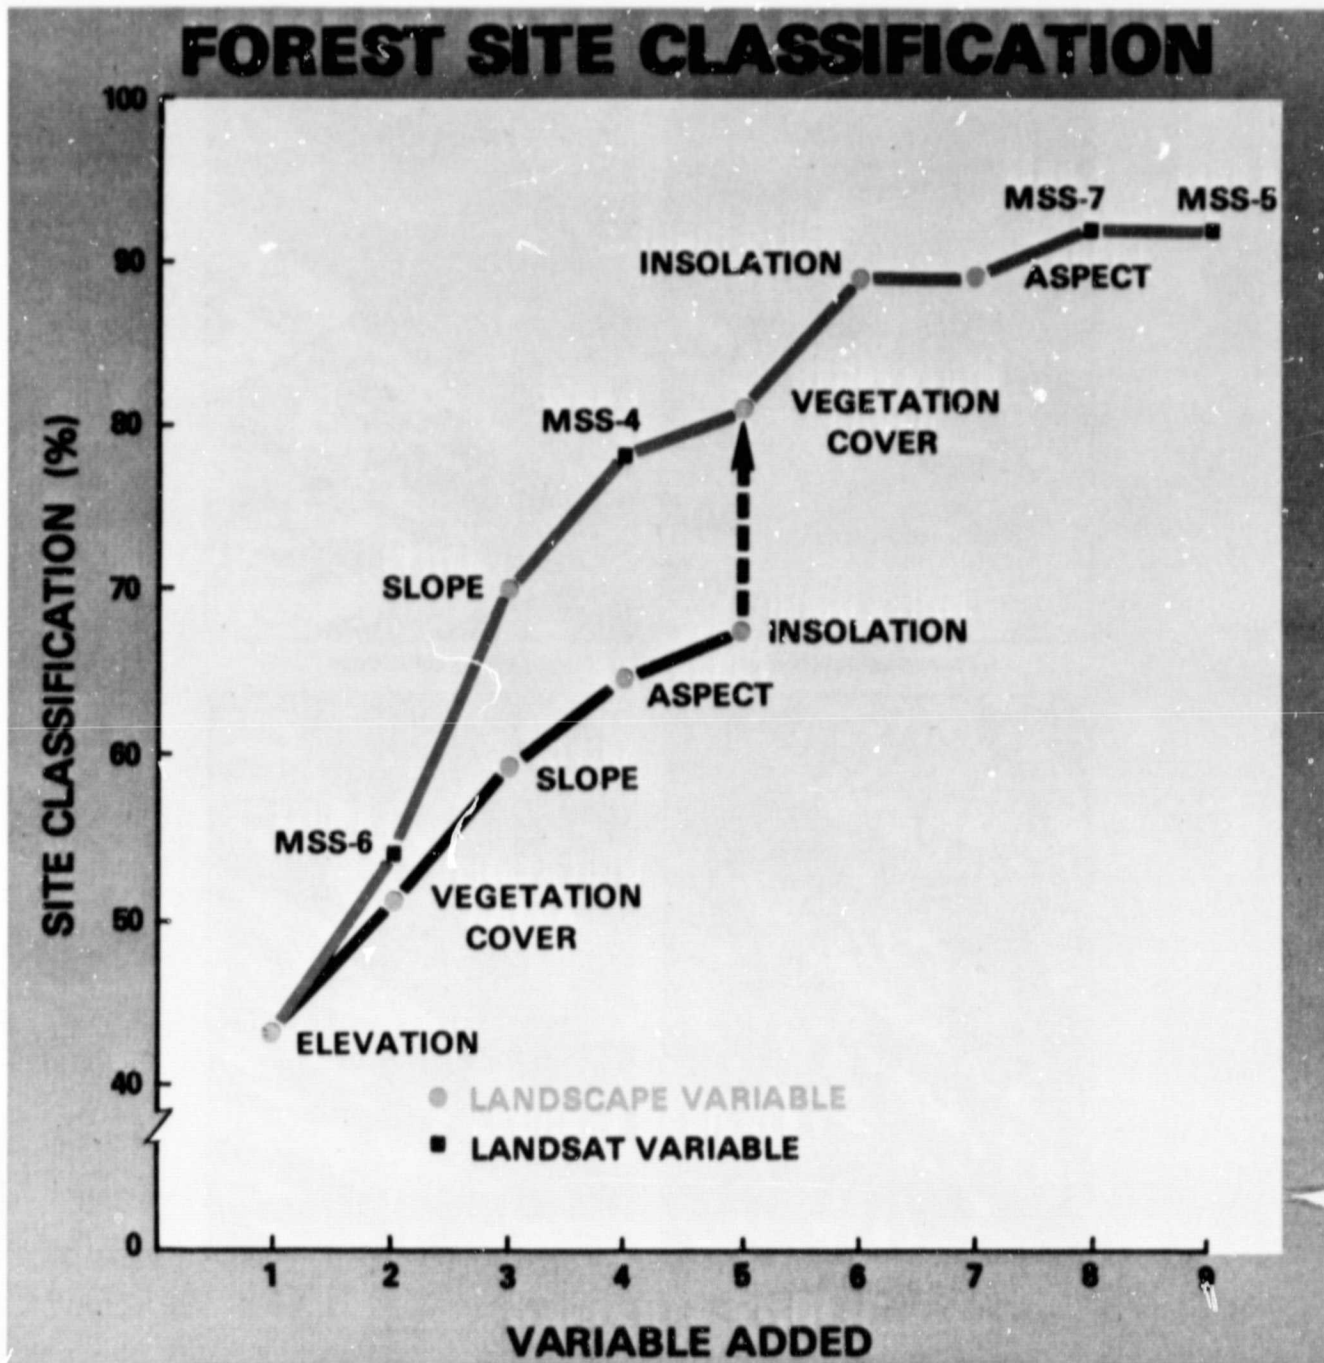 FOREST SITE CLASSIFICATION
100
90
80
70
60
50
40
0
SITE CLASSIFICATION (%)
MSS-7
MSS-5
INSOLATION
ASPECT
MSS-4
VEGETATION
COVER
SLOPE
INSOLATION
ASPECT
SLOPE
MSS-6
VEGETATION
COVER
ELEVATION
LANDSCAPE VARIABLE
LANDSAT VARIABLE
1 2 3 4 5 6 7 8 9
VARIABLE ADDED